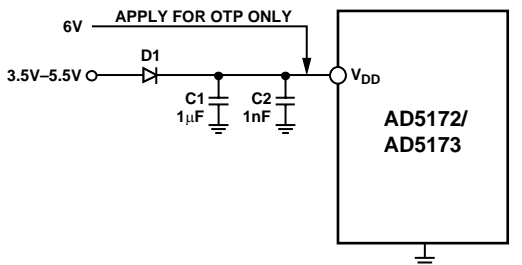 6V
APPLY FOR OTP ONLY
3.5V–5.5V
D1
C1
1µF
C2
1nF
VDD
AD5172/
AD5173